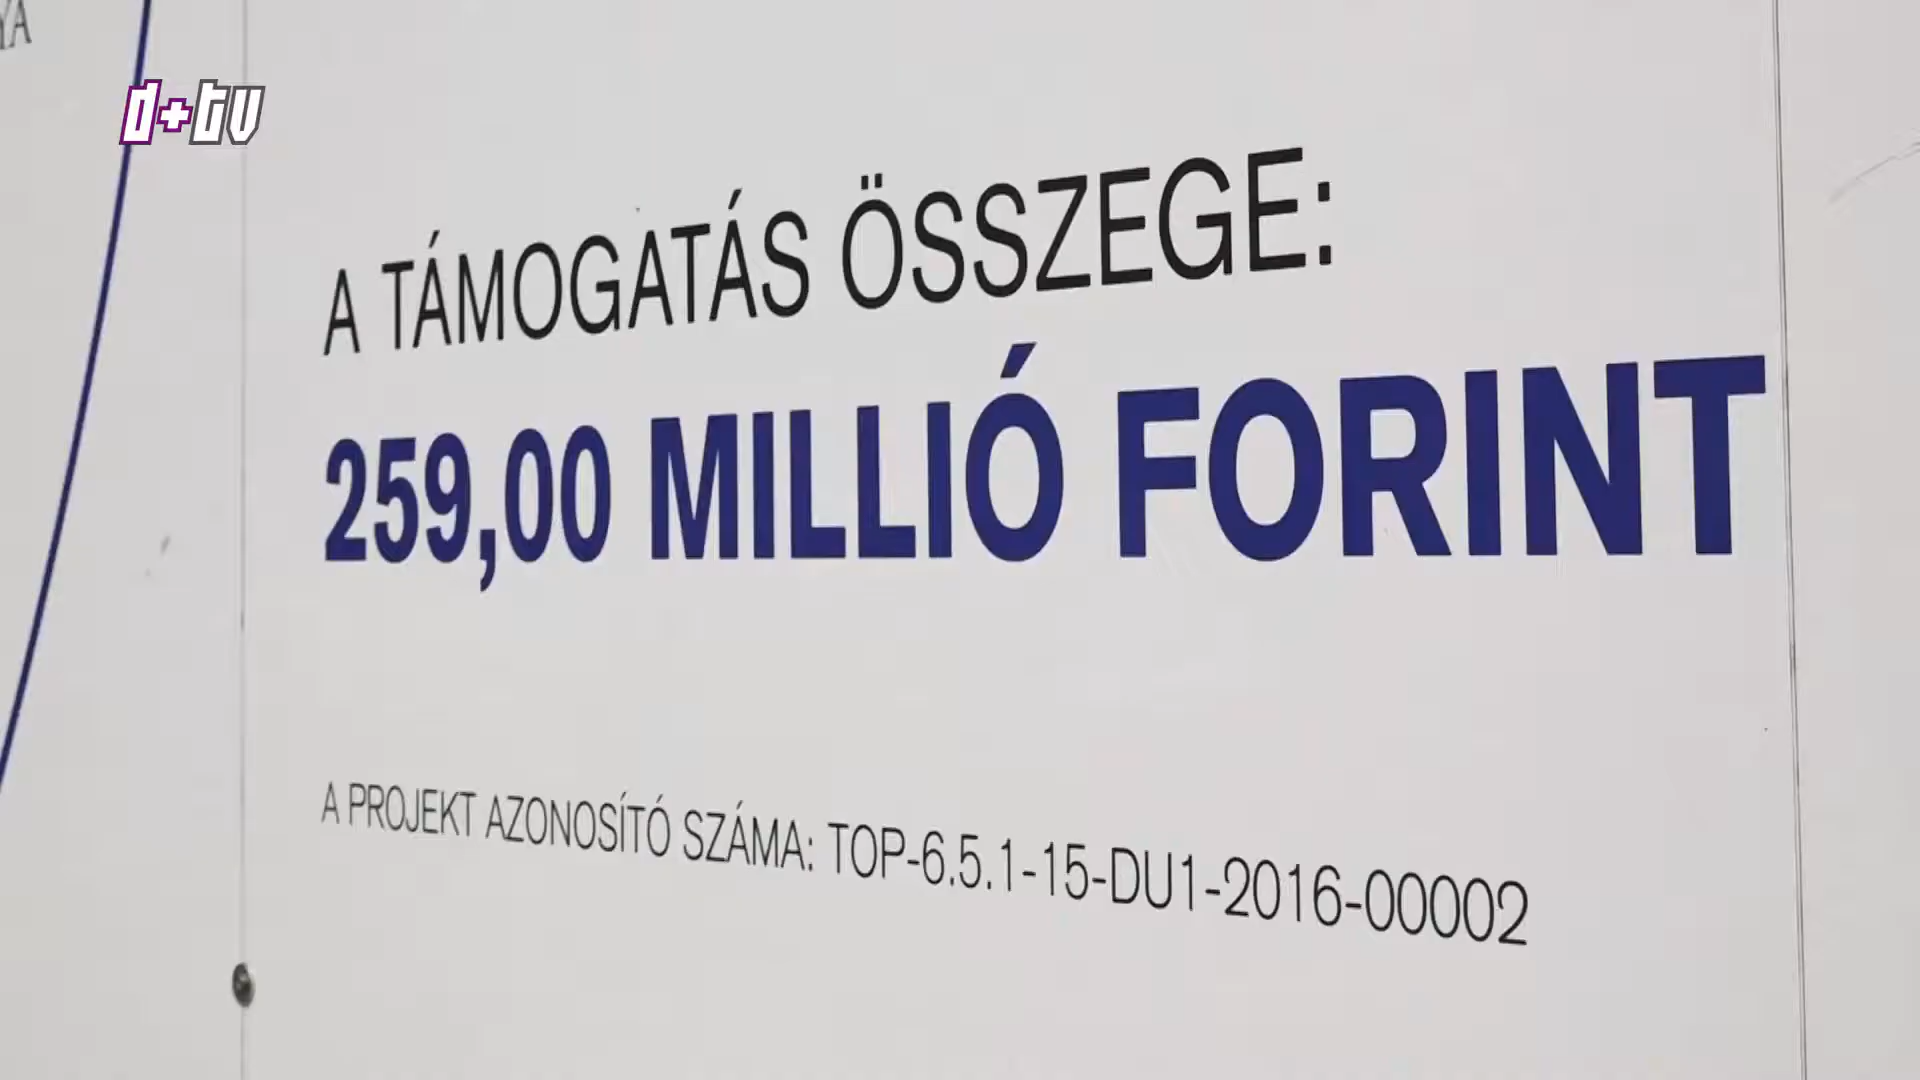 d+tv
A TÁMOGATÁS ÖSSZEGE:
259,00 MILLIÓ FORINT
A PROJEKT AZONOSÍTÓ SZÁMA: TOP-6.5.1-15-DU1-2016-00002